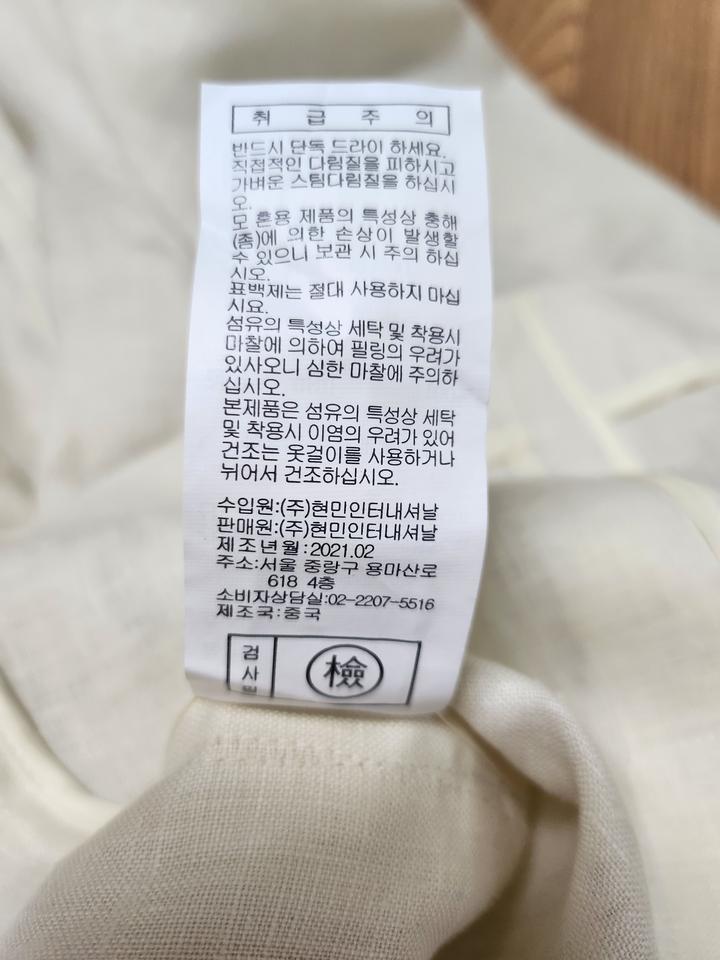 취 급 주 의
반드시 단독 드라이 하세요.
직접적인 다림질을 피하시고
가벼운 스팀다림질을 하십시
오.
모 혼용 제품의 특성상 충해
(좀)에 의한 손상이 발생할
수 있으니 보관 시 주의 하십
시오.
표백제는 절대 사용하지 마십
시요.
섬유의 특성상 세탁 및 착용시
마찰에 의하여 필링의 우려가
있사오니 심한 마찰에 주의하
십시오.
본제품은 섬유의 특성상 세탁
및 착용시 이염의 우려가 있어
건조는 옷걸이를 사용하거나
뉘어서 건조하십시오.
수입원:(주)현민인터내셔날
판매원:(주)현민인터내셔날
제조년월:2021.02
주소:서울 중랑구 용마산로
618 4층
소비자상담실:02-2207-5516
제조국:중국
검
사
檢